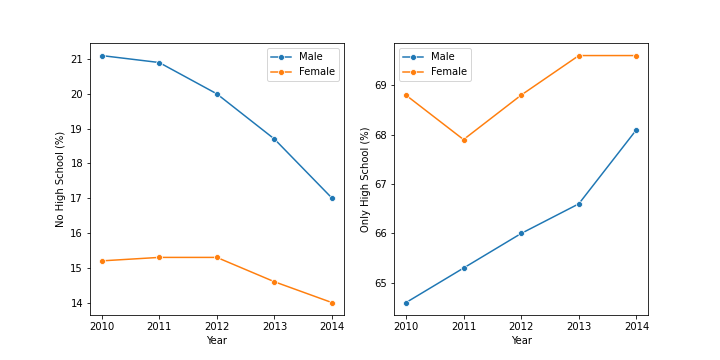 No High School (%)
21
20
19
18
17
16
15
14
Male
Female
2010 2011 2012 2013 2014
Year
Only High School (%)
69
68
67
66
65
Male
Female
2010 2011 2012 2013 2014
Year